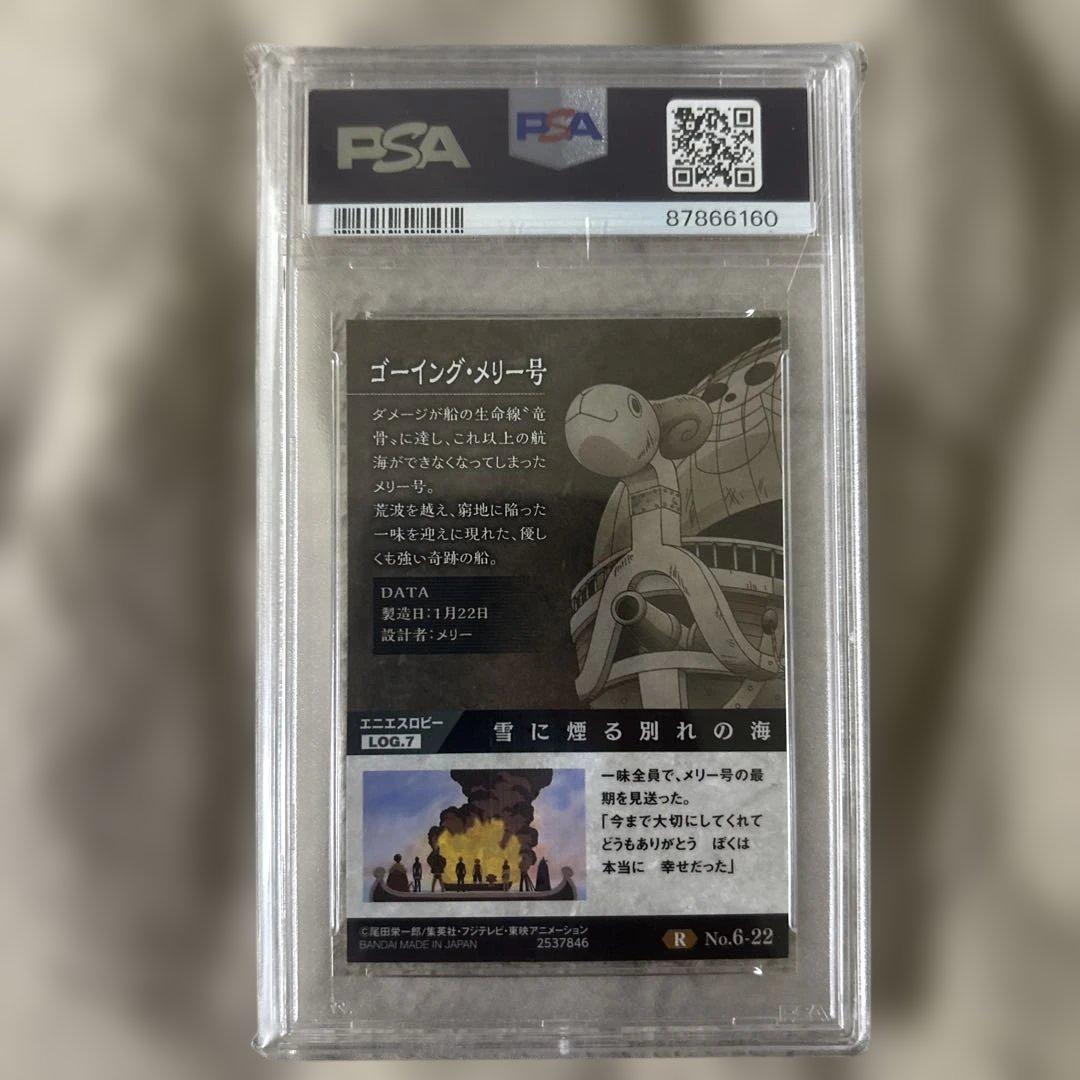 PSA
PSA
87866160
ゴーイング・メリー号
ダメージが船の生命線〝竜
骨〟に達し、これ以上の航
海ができなくなってしまった
メリー号。
荒波を越え、窮地に陥った
一味を迎えに現れた、優し
くも強い奇跡の船。
DATA
製造日：1月22日
設計者：メリー
エニエスロビー
LOG.7
雪に煙る別れの海
一味全員で、メリー号の最
期を見送った。
「今まで大切にしてくれて
どうもありがとう　ぼくは
本当に　幸せだった」
©尾田栄一郎/集英社・フジテレビ・東映アニメーション
BANDAI MADE IN JAPAN
2537846
R No.6-22
PSA